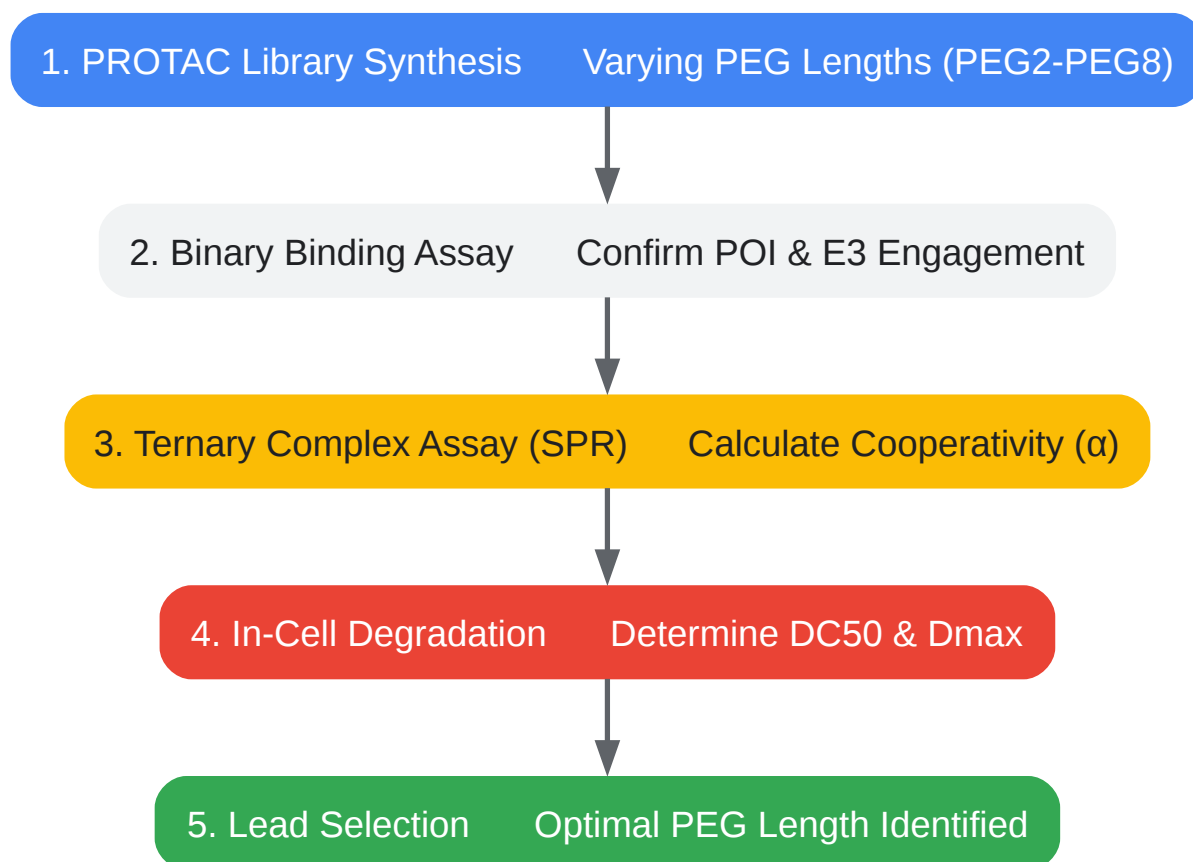 1. PROTAC Library Synthesis Varying PEG Lengths (PEG2-PEG8)
2. Binary Binding Assay Confirm POI & E3 Engagement
3. Ternary Complex Assay (SPR) Calculate Cooperativity (α)
4. In-Cell Degradation Determine DC50 & Dmax
5. Lead Selection Optimal PEG Length Identified